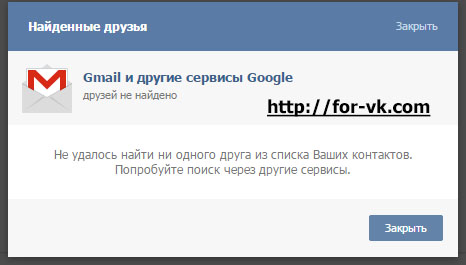 Найденные друзья
Закрыть
Gmail и другие сервисы Google
друзей не найдено
http://for-vk.com
Не удалось найти ни одного друга из списка Ваших контактов.
Попробуйте поиск через другие сервисы.
Закрыть